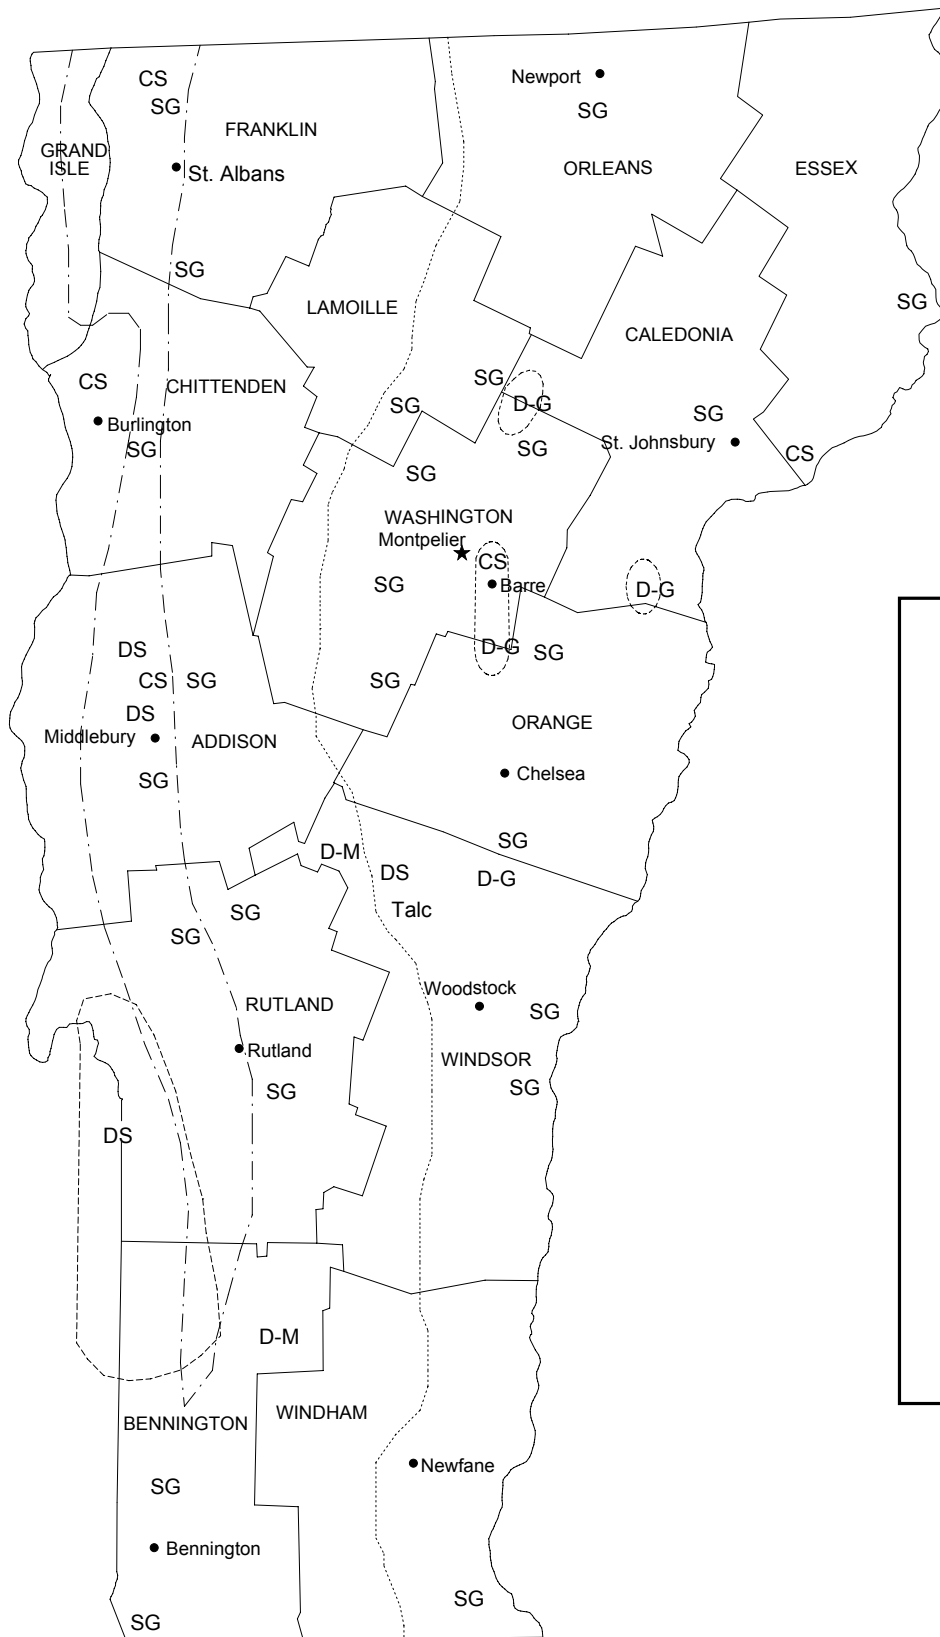 Newport
CS
SG
SG
FRANKLIN
GRAND
ISLE
ORLEANS
ESSEX
St. Albans
SG
SG
LAMOILLE
CALEDONIA
SG
CS
CHITTENDEN
SG
D-G
SG
Burlington
SG
St. Johnsbury
SG
SG
CS
SG
WASHINGTON
Montpelier
CS
SG
Barre
D-G
DS
D-G
SG
CS
SG
SG
DS
ORANGE
Middlebury
ADDISON
SG
Chelsea
SG
D-M
DS
D-G
SG
Talc
SG
Woodstock
RUTLAND
SG
Rutland
WINDSOR
SG
SG
DS
D-M
BENNINGTON
WINDHAM
Newfane
SG
Bennington
SG
SG